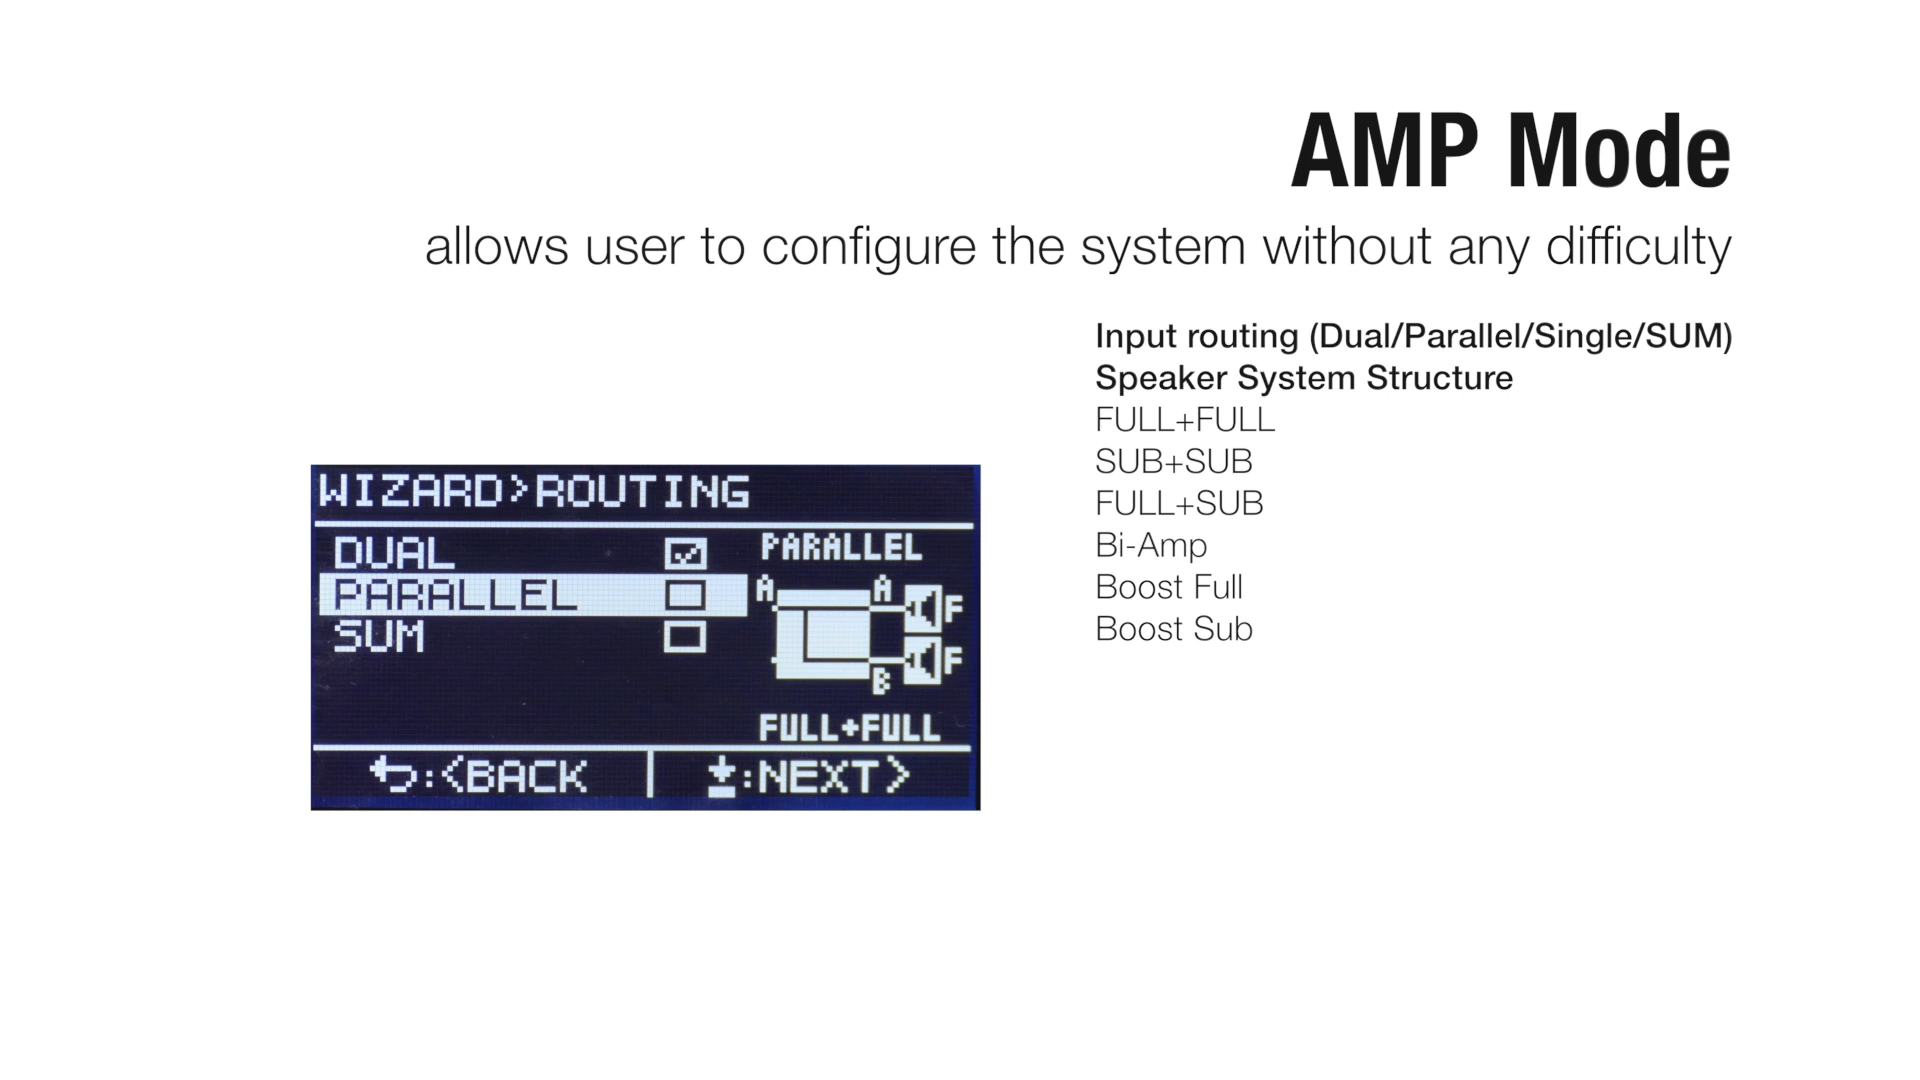 AMP Mode
allows user to configure the system without any difficulty
Input routing (Dual/Parallel/Single/SUM)
Speaker System Structure
FULL+FULL
SUB+SUB
FULL+SUB
Bi-Amp
Boost Full
Boost Sub
WIZARD>ROUTING
DUAL
PARALLEL
SUM
PARALLEL
A A F
B F
FULL+FULL
:<BACK
:NEXT>